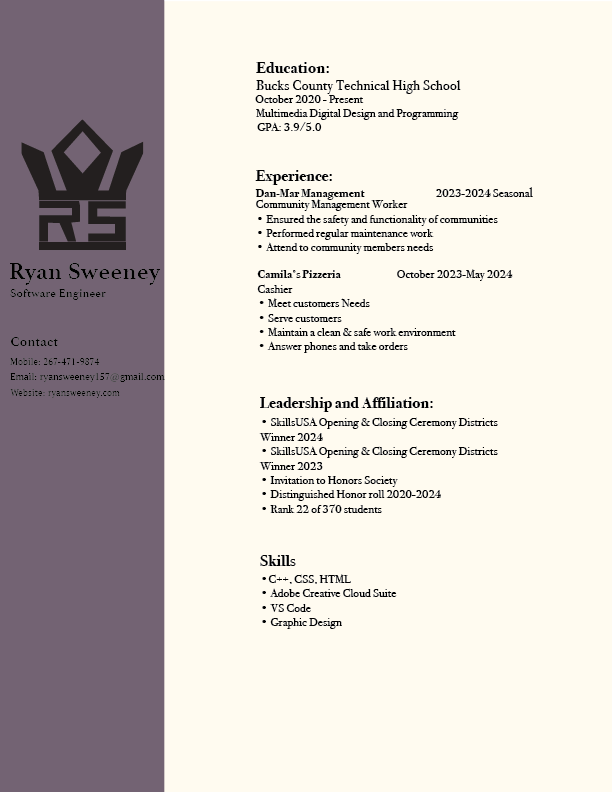 RS
Ryan Sweeney
Software Engineer
Contact
Mobile: 267-471-9874
Email: ryansweeney157@gmail.com
Website: ryansweeney.com
Education:
Bucks County Technical High School
October 2020 - Present
Multimedia Digital Design and Programming
GPA: 3.9/5.0
Experience:
Dan-Mar Management 2023-2024 Seasonal
Community Management Worker
• Ensured the safety and functionality of communities
• Performed regular maintenance work
• Attend to community members needs
Camila's Pizzeria October 2023-May 2024
Cashier
• Meet customers Needs
• Serve customers
• Maintain a clean & safe work environment
• Answer phones and take orders
Leadership and Affiliation:
• SkillsUSA Opening & Closing Ceremony Districts
Winner 2024
• SkillsUSA Opening & Closing Ceremony Districts
Winner 2023
• Invitation to Honors Society
• Distinguished Honor roll 2020-2024
• Rank 22 of 370 students
Skills
• C++, CSS, HTML
• Adobe Creative Cloud Suite
• VS Code
• Graphic Design